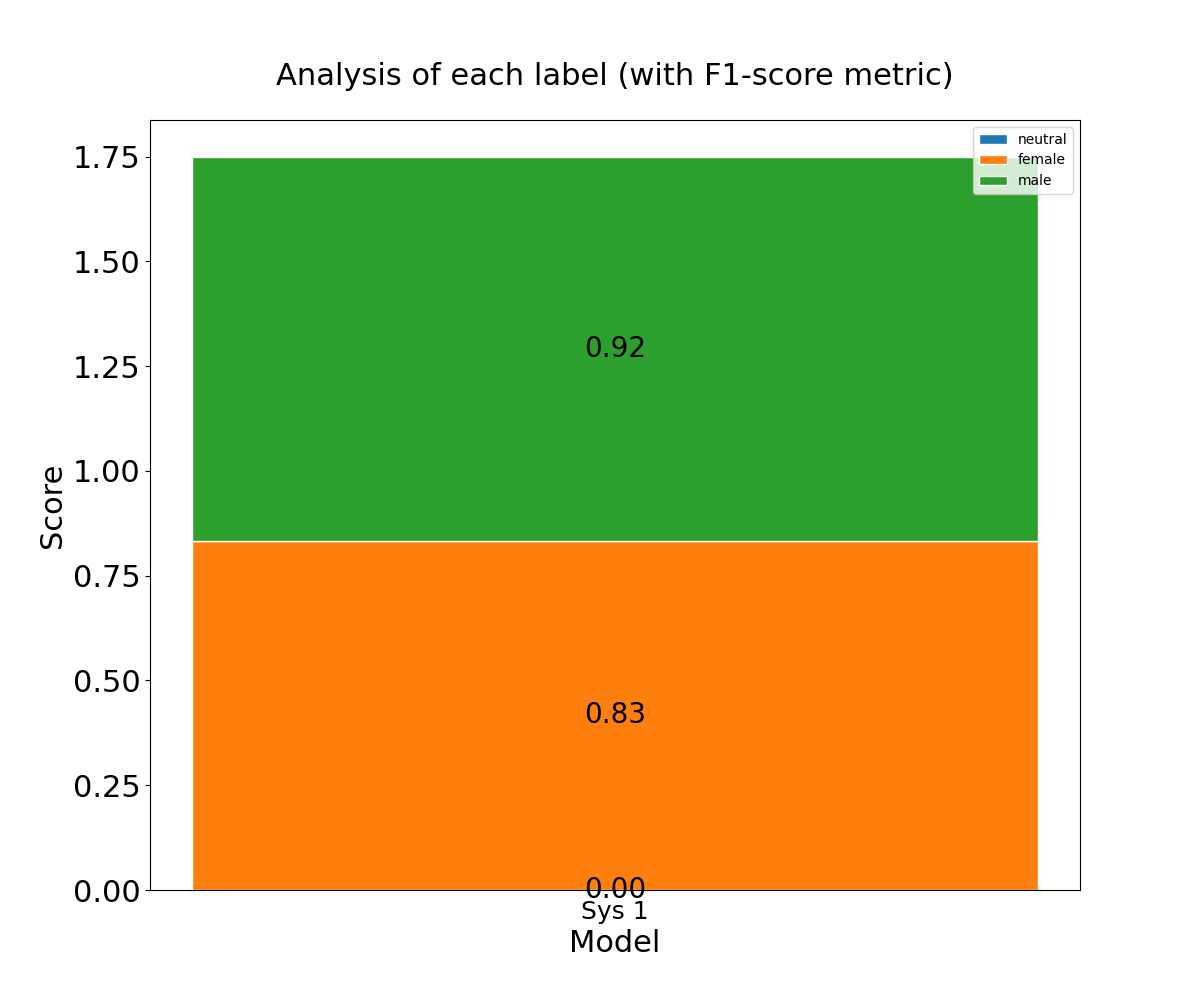 Analysis of each label (with F1-score metric)
neutral
female
male
1.75
1.50
1.25
1.00
0.75
0.50
0.25
0.00
Score
0.92
0.83
0.00
Sys 1
Model